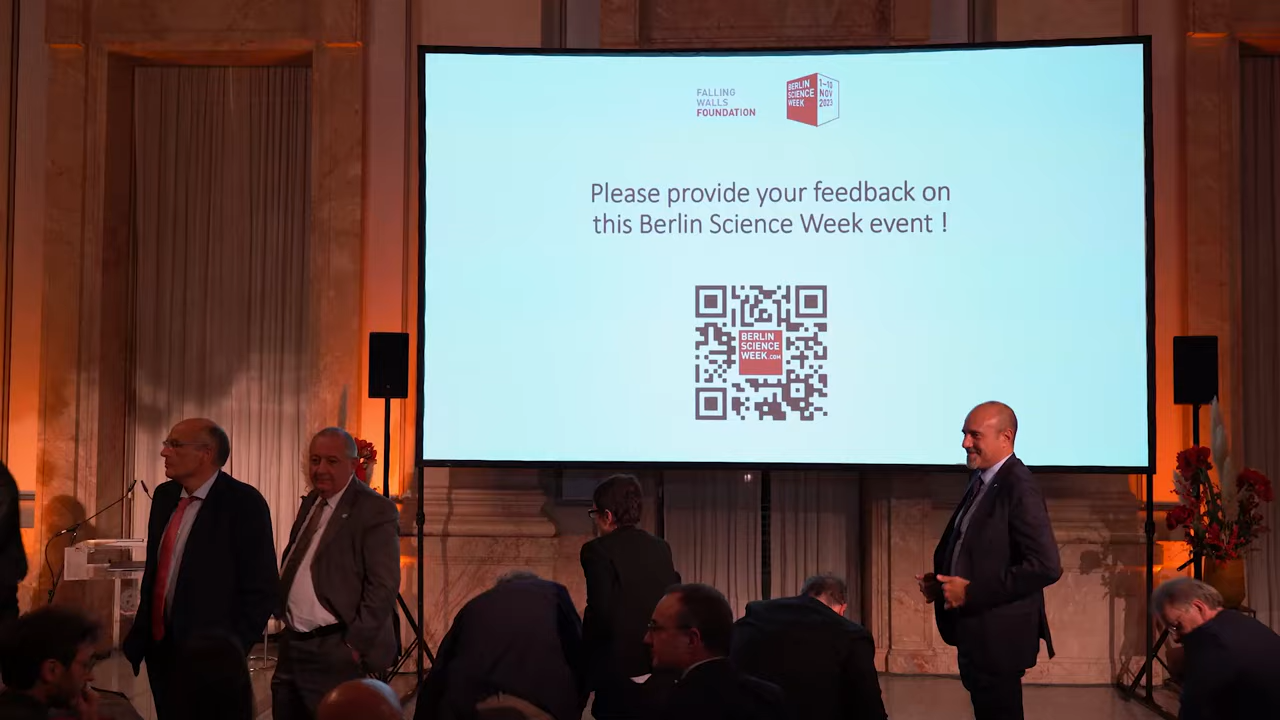 FALLING
WALLS
FOUNDATION
BERLIN
SCIENCE
WEEK
1–10
NOV
2023
Please provide your feedback on
this Berlin Science Week event !
BERLIN
SCIENCE
WEEK.COM